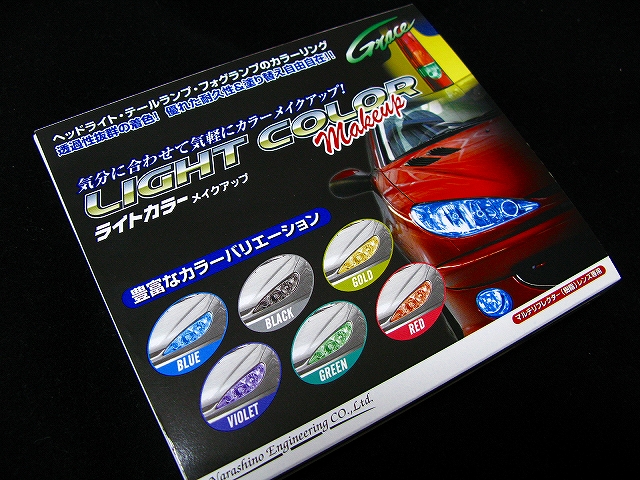 Grace
ヘッドライト・テールランプ・フォグランプのカラーリング
透過性抜群の着色! 優れた耐久性&塗り替え自由自在!!
気分に合わせて気軽にカラーメイクアップ!
LIGHT COLOR
Makeup
ライトカラー メイクアップ
豊富なカラーバリエーション
BLUE
BLACK
GOLD
VIOLET
GREEN
RED
マルチリフレクター(樹脂)レンズ専用
Narashino Engineering CO.,Ltd.